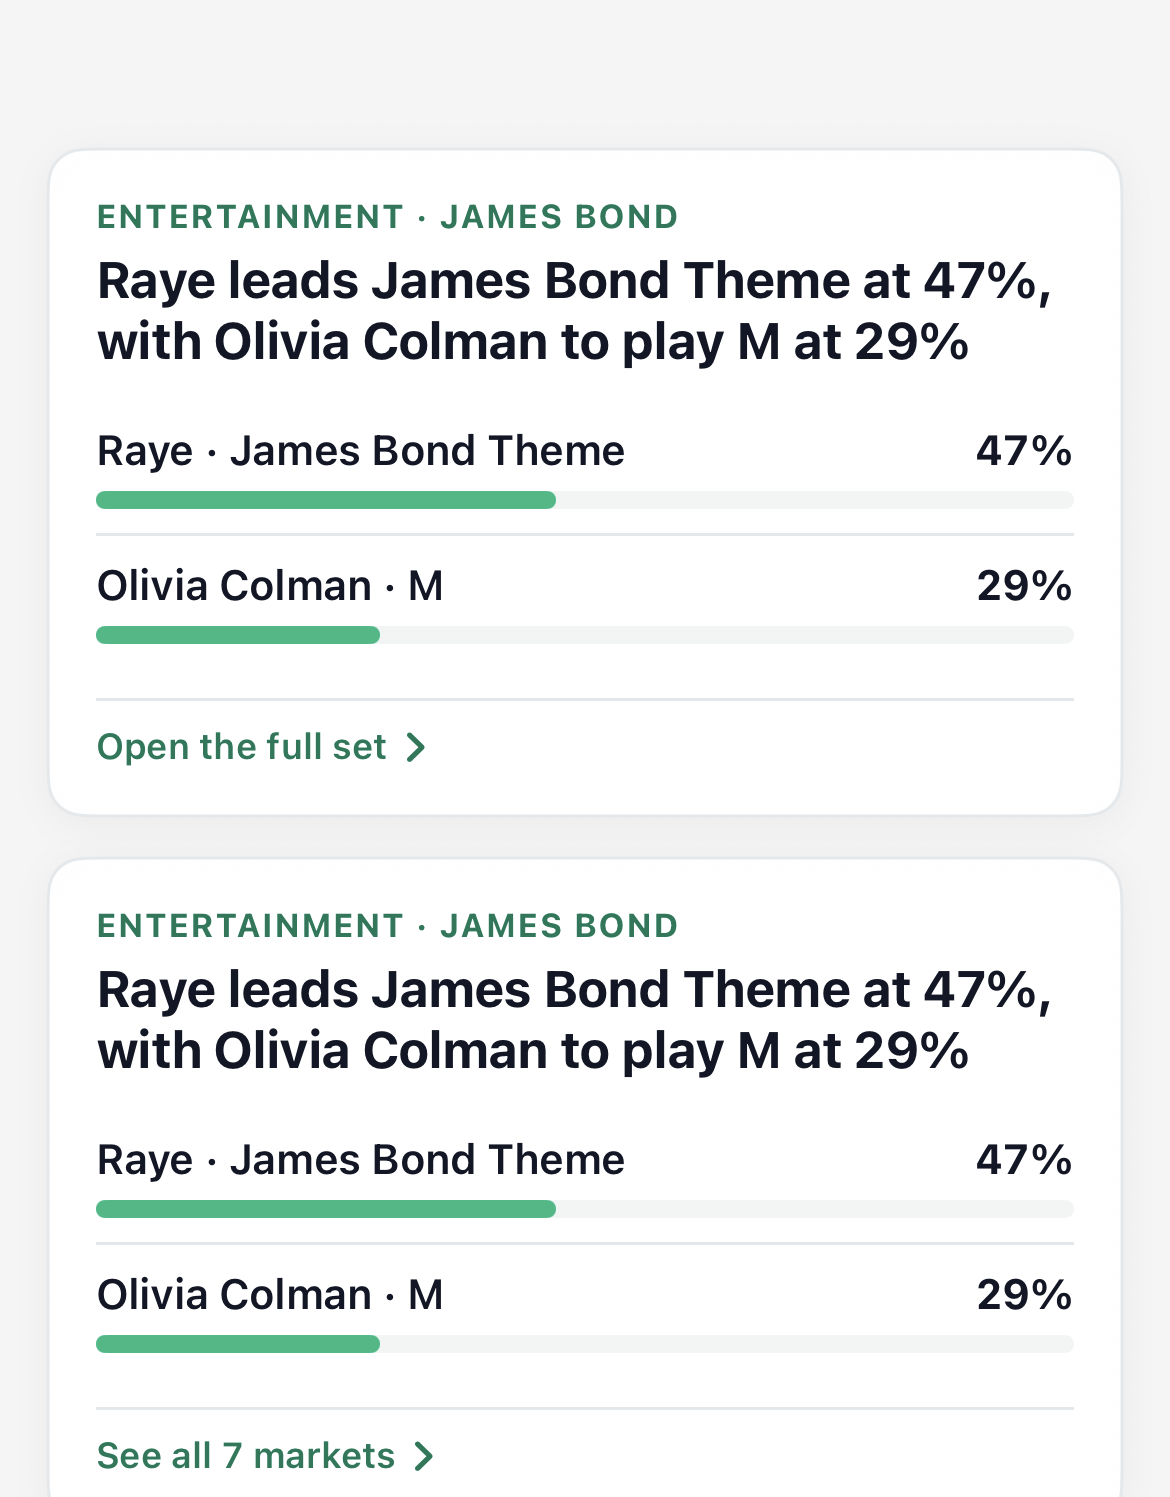 ENTERTAINMENT · JAMES BOND
Raye leads James Bond Theme at 47%,
with Olivia Colman to play M at 29%
Raye · James Bond Theme 47%
Olivia Colman · M 29%
Open the full set
ENTERTAINMENT · JAMES BOND
Raye leads James Bond Theme at 47%,
with Olivia Colman to play M at 29%
Raye · James Bond Theme 47%
Olivia Colman · M 29%
See all 7 markets